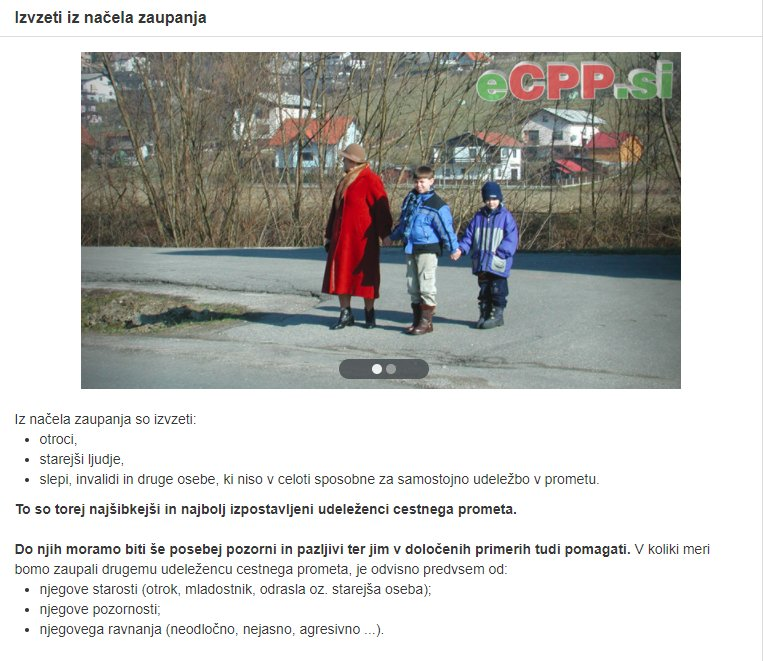 Izvzeti iz načela zaupanja
eCPP.si
Iz načela zaupanja so izvzeti:
• otroci,
• starejši ljudje,
• slepi, invalidi in druge osebe, ki niso v celoti sposobne za samostojno udeležbo v prometu.
To so torej najšibkejši in najbolj izpostavljeni udeleženci cestnega prometa.
Do njih moramo biti še posebej pozorni in pazljivi ter jim v določenih primerih tudi pomagati. V koliki meri
bomo zaupali drugemu udeležencu cestnega prometa, je odvisno predvsem od:
• njegove starosti (otrok, mladostnik, odrasla oz. starejša oseba);
• njegove pozornosti;
• njegovega ravnanja (neodločno, nejasno, agresivno ...).